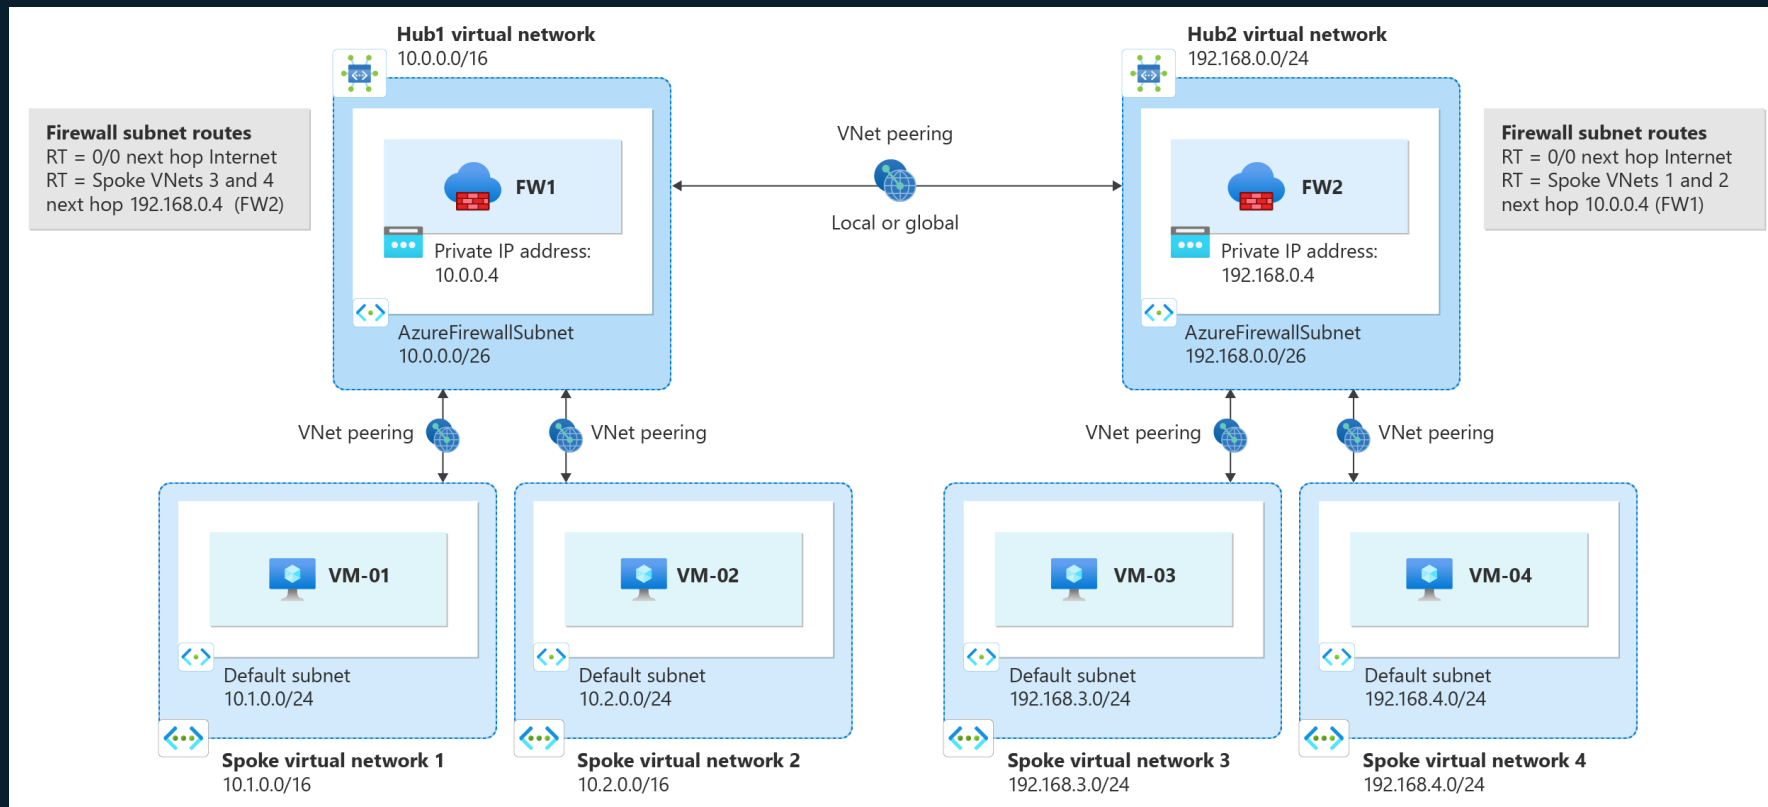 Hub1 virtual network
10.0.0.0/16
Hub2 virtual network
192.168.0.0/24
Firewall subnet routes
RT = 0/0 next hop Internet
RT = Spoke VNets 3 and 4
next hop 192.168.0.4 (FW2)
FW1
Private IP address:
10.0.0.4
AzureFirewallSubnet
10.0.0.0/26
VNet peering
Local or global
FW2
Private IP address:
192.168.0.4
AzureFirewallSubnet
192.168.0.0/26
Firewall subnet routes
RT = 0/0 next hop Internet
RT = Spoke VNets 1 and 2
next hop 10.0.0.4 (FW1)
VNet peering
VNet peering
VNet peering
VNet peering
VM-01
Default subnet
10.1.0.0/24
Spoke virtual network 1
10.1.0.0/16
VM-02
Default subnet
10.2.0.0/24
Spoke virtual network 2
10.2.0.0/16
VM-03
Default subnet
192.168.3.0/24
Spoke virtual network 3
192.168.3.0/24
VM-04
Default subnet
192.168.4.0/24
Spoke virtual network 4
192.168.4.0/24